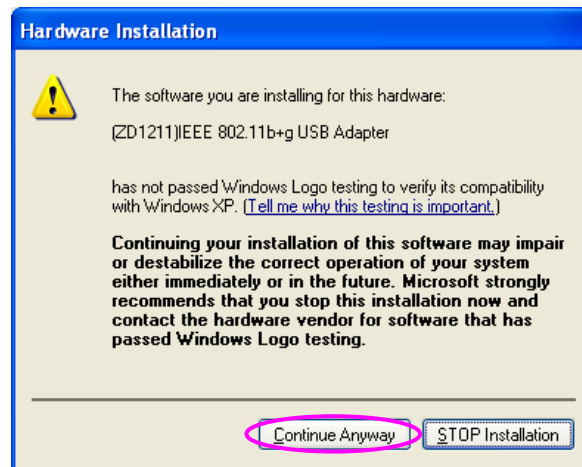 Hardware Installation
The software you are installing for this hardware:
(ZD1211)IEEE 802.11b+g USB Adapter
has not passed Windows Logo testing to verify its compatibility
with Windows XP. (Tell me why this testing is important.)
Continuing your installation of this software may impair
or destabilize the correct operation of your system
either immediately or in the future. Microsoft strongly
recommends that you stop this installation now and
contact the hardware vendor for software that has
passed Windows Logo testing.
Continue Anyway
STOP Installation